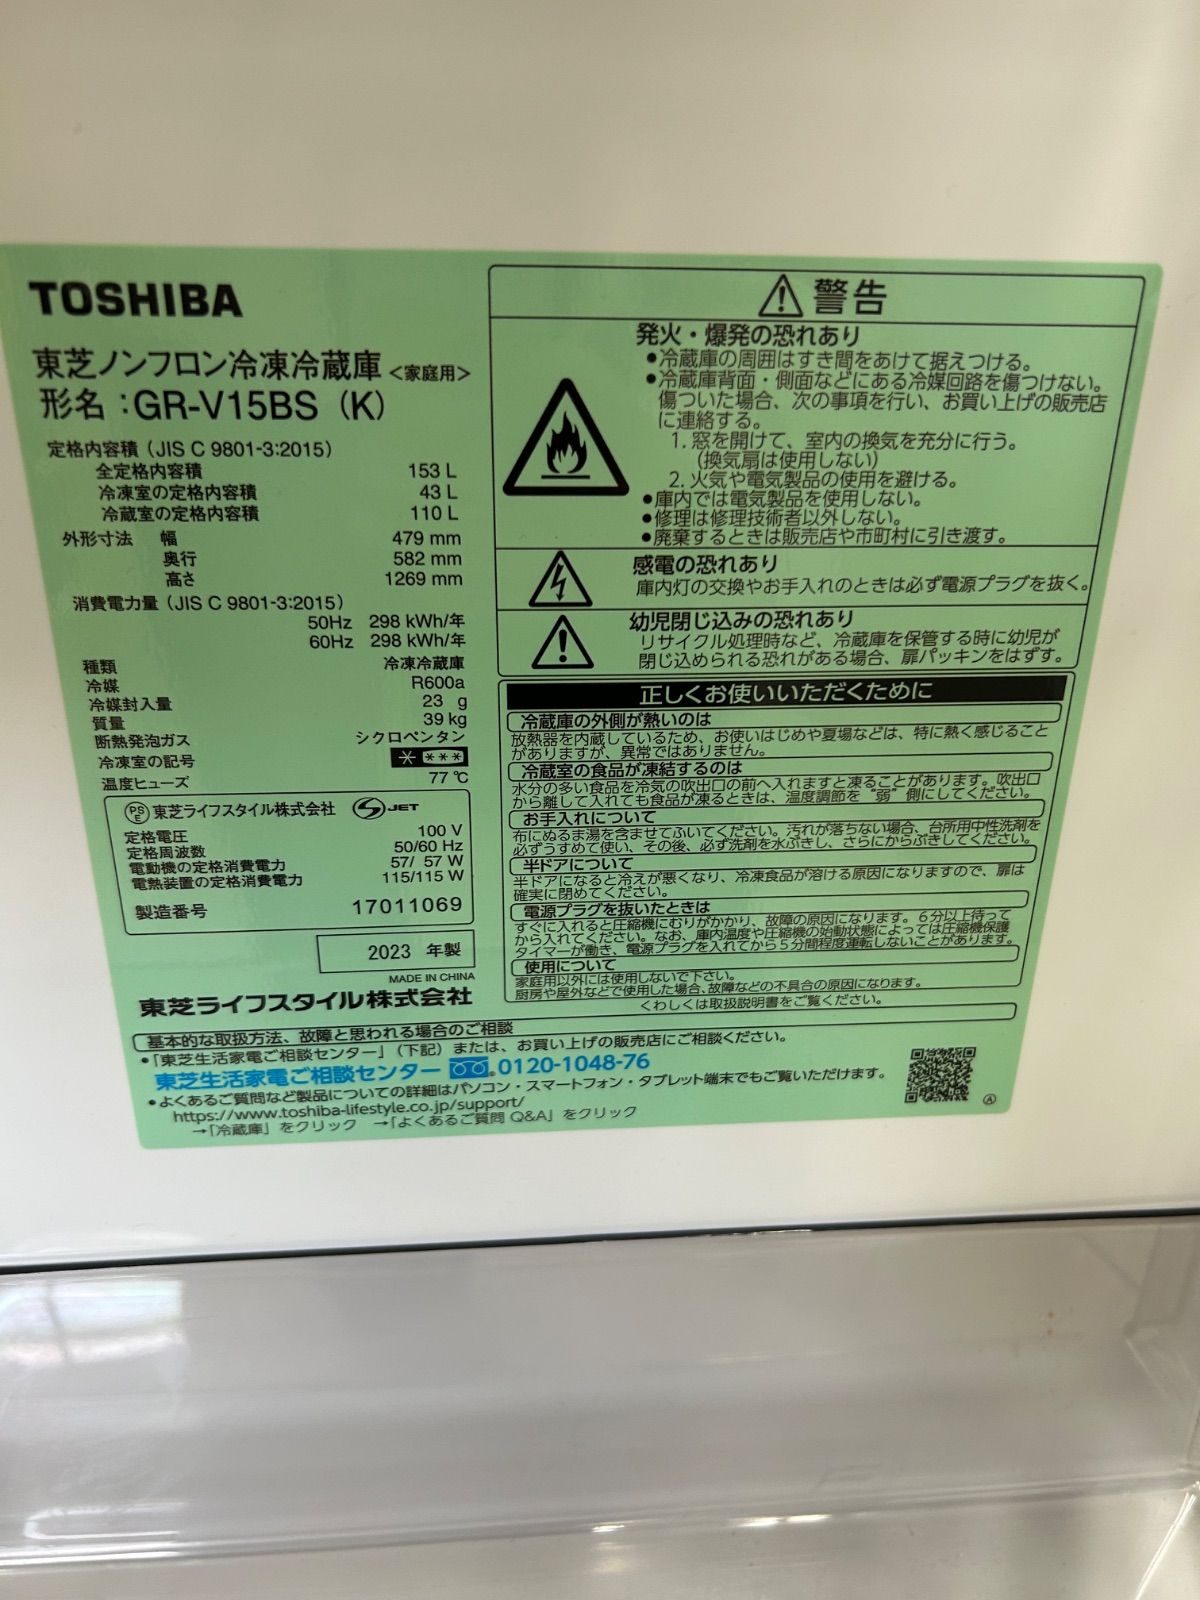 TOSHIBA
東芝ノンフロン冷凍冷蔵庫<家庭用>
形名:GR-V15BS (K)
定格内容積(JIS C 9801-3:2015)
全定格内容積 153 L
冷凍室の定格内容積 43 L
冷蔵室の定格内容積 110 L
外形寸法 幅 479 mm
奥行 582 mm
高さ 1269 mm
消費電力量(JIS C 9801-3:2015)
50Hz 298 kWh/年
60Hz 298 kWh/年
種類 冷凍冷蔵庫
冷媒 R600a
冷媒封入量 23 g
質量 39 kg
断熱発泡ガス シクロペンタン
冷凍室の記号 * ***
温度ヒューズ 77 ℃
PSE 東芝ライフスタイル株式会社 JET
定格電圧 100 V
定格周波数 50/60 Hz
電動機の定格消費電力 57/ 57 W
電熱装置の定格消費電力 115/115 W
製造番号 17011069
2023 年製
MADE IN CHINA
東芝ライフスタイル株式会社
警告
発火・爆発の恐れあり
●冷蔵庫の周囲はすき間をあけて据えつける。
●冷蔵庫背面・側面などにある冷媒回路を傷つけない。
傷ついた場合、次の事項を行い、お買い上げの販売店
に連絡する。
1. 窓を開けて、室内の換気を充分に行う。
(換気扇は使用しない)
2. 火気や電気製品の使用を避ける。
●庫内では電気製品を使用しない。
●修理は修理技術者以外しない。
●廃棄するときは販売店や市町村に引き渡す。
感電の恐れあり
庫内灯の交換やお手入れのときは必ず電源プラグを抜く。
幼児閉じ込みの恐れあり
リサイクル処理時など、冷蔵庫を保管する時に幼児が
閉じ込められる恐れがある場合、扉パッキンをはずす。
正しくお使いいただくために
冷蔵庫の外側が熱いのは
放熱器を内蔵しているため、お使いはじめや夏場などは、特に熱く感じること
がありますが、異常ではありません。
冷蔵室の食品が凍結するのは
水分の多い食品を冷気の吹出口の前へ入れますと凍ることがあります。吹出口
から離して入れても食品が凍るときは、温度調節を“弱”側にしてください。
お手入れについて
布にぬるま湯を含ませてふいてください。汚れが落ちない場合、台所用中性洗剤を
必ずうすめて使い、その後、必ず洗剤を水ぶきし、さらにからぶきしてください。
半ドアについて
半ドアになると冷えが悪くなり、冷凍食品が溶ける原因になりますので、扉は
確実に閉めてください。
電源プラグを抜いたときは
すぐに入れると圧縮機にむりがかかり、故障の原因になります。6分以上待って
から入れてください。なお、庫内温度や圧縮機の始動状態によっては圧縮機保護
タイマーが働き、電源プラグを入れてから5分間程度運転しないことがあります。
使用について
家庭用以外には使用しないで下さい。
厨房や屋外などで使用した場合、故障などの不具合の原因になります。
くわしくは取扱説明書をご覧ください。
基本的な取扱方法、故障と思われる場合のご相談
●「東芝生活家電ご相談センター」(下記)または、お買い上げの販売店にご相談ください。
東芝生活家電ご相談センター 0120-1048-76
●よくあるご質問など製品についての詳細はパソコン・スマートフォン・タブレット端末でもご覧いただけます。
https://www.toshiba-lifestyle.co.jp/support/
→「冷蔵庫」をクリック →「よくあるご質問 Q&A」をクリック
Ⓐ